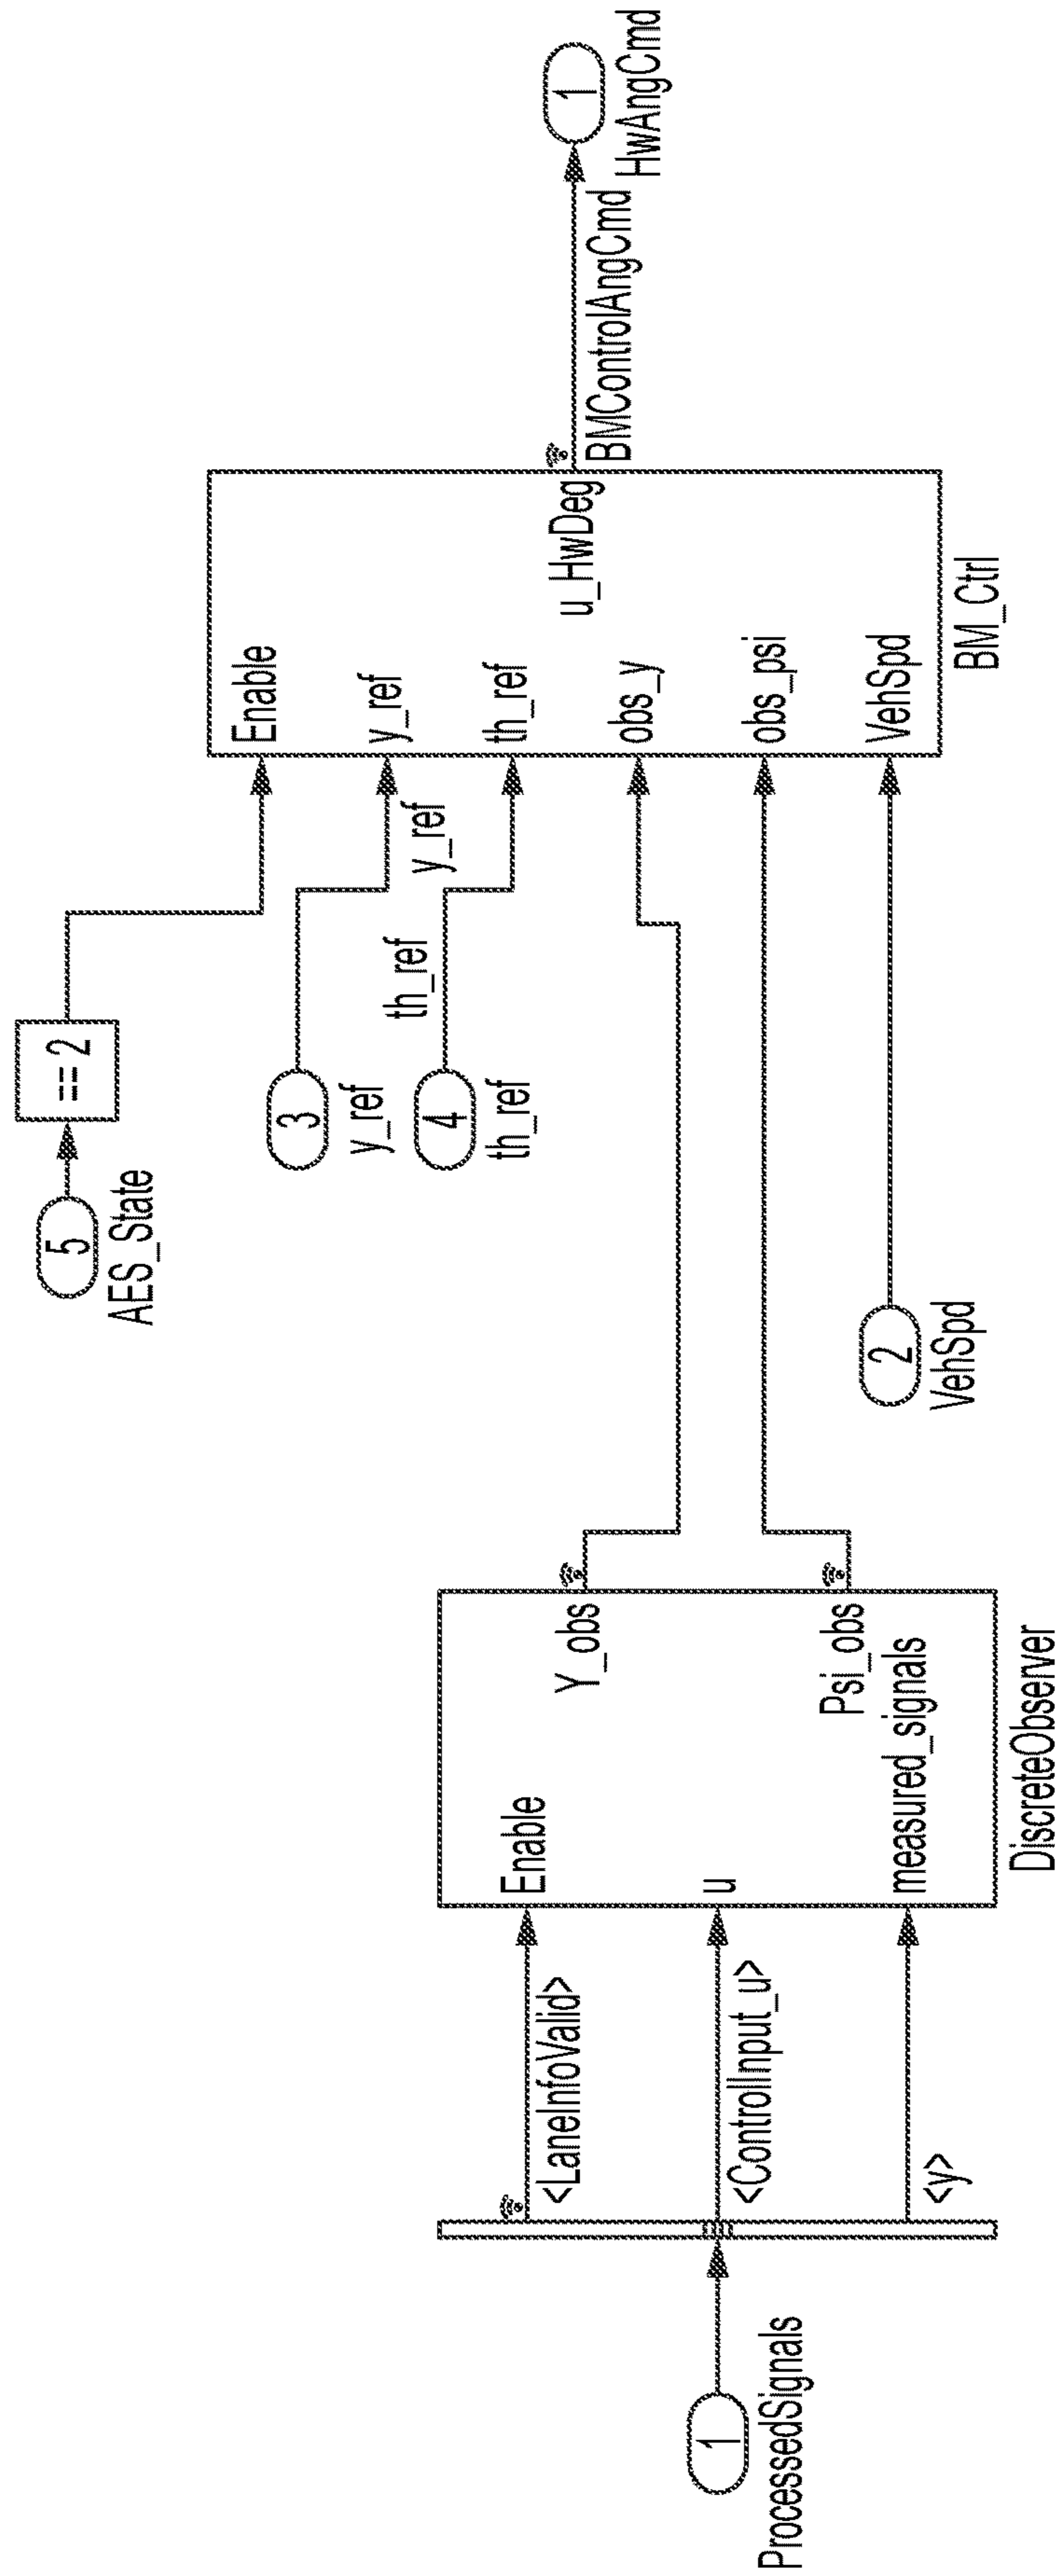 5
AES_State
== 2
3
y_ref
y_ref
4
th_ref
th_ref
Enable
y_ref
th_ref
obs_y
obs_psi
VehSpd
u_HwDeg
BM_Ctrl
BMControlAngCmd
1
HwAngCmd
2
VehSpd
1
ProcessedSignals
<LaneInfoValid>
<ControlInput_u>
<y>
Enable
u
measured_signals
Y_obs
Psi_obs
DiscreteObserver